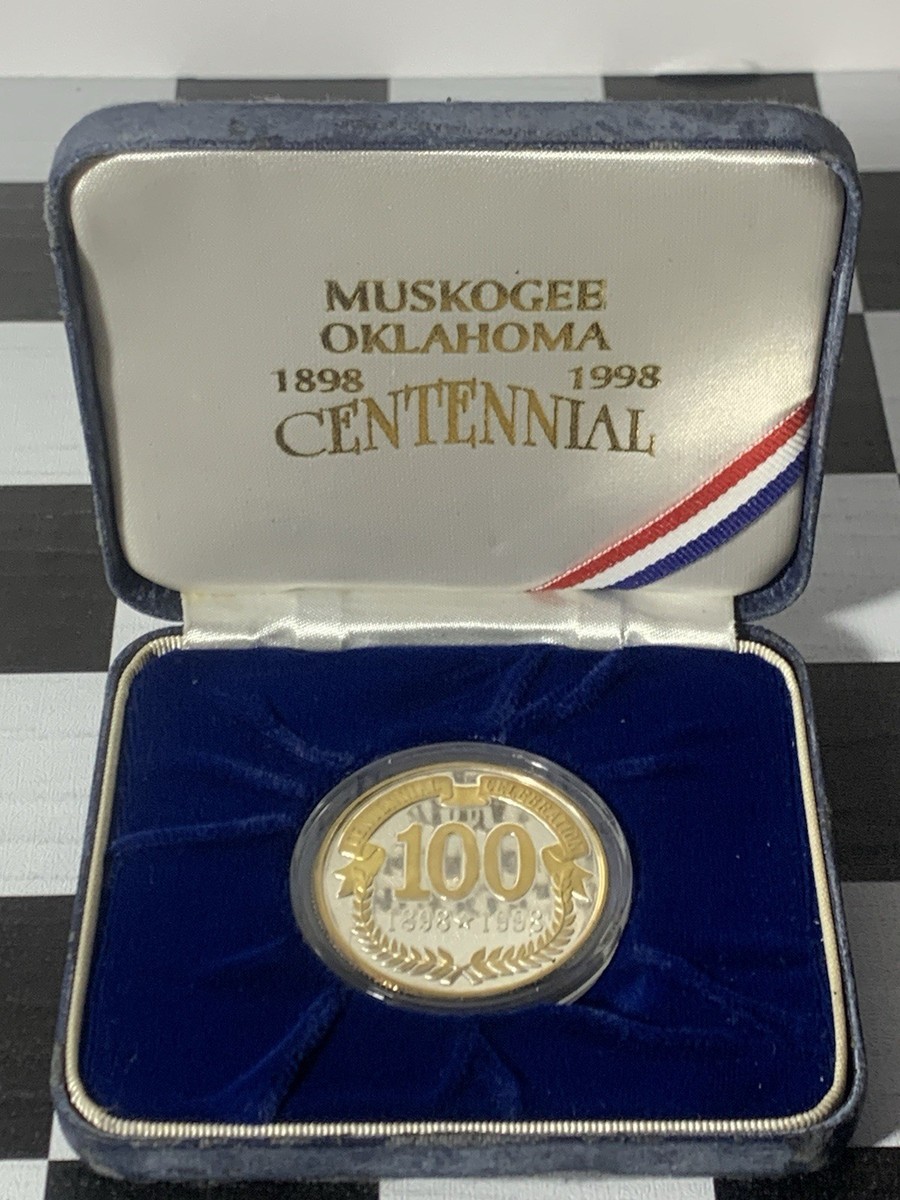 MUSKOGEE
OKLAHOMA
1898 1998
CENTENNIAL
CENTENNIAL CELEBRATION
100
1898 ★ 1998